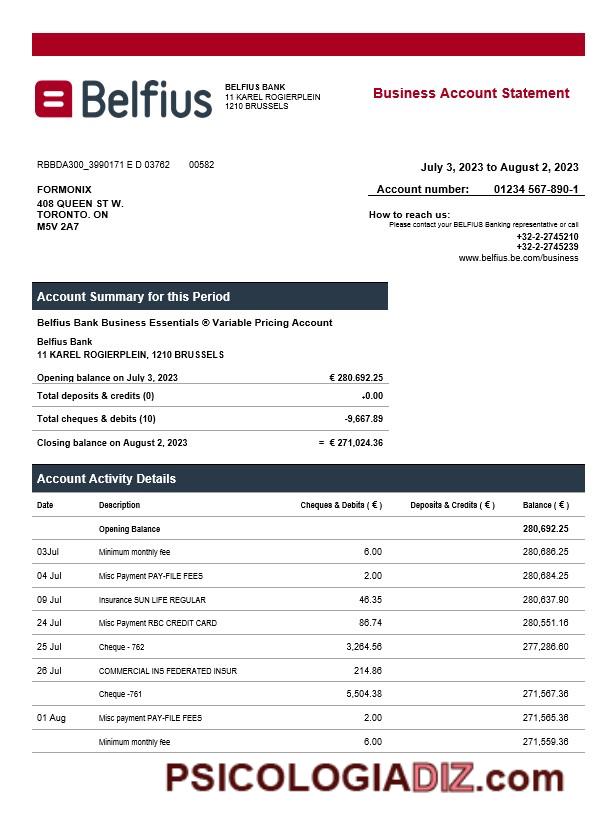 Belfius
BELFIUS BANK
11 KAREL ROGIERPLEIN
1210 BRUSSELS
Business Account Statement
RBBDA300_3990171 E D 03762 00582
July 3, 2023 to August 2, 2023
FORMONIX
408 QUEEN ST W.
TORONTO. ON
M5V 2A7
Account number: 01234 567-890-1
How to reach us:
Please contact your BELFIUS Banking representative or call
+32-2-2745210
+32-2-2745239
www.belfius.be.com/business
Account Summary for this Period
Belfius Bank Business Essentials ® Variable Pricing Account
Belfius Bank
11 KAREL ROGIERPLEIN, 1210 BRUSSELS
Opening balance on July 3, 2023 € 280.692.25
Total deposits & credits (0) +0.00
Total cheques & debits (10) -9,667.89
Closing balance on August 2, 2023 = € 271,024.36
Account Activity Details
Date Description Cheques & Debits ( € ) Deposits & Credits ( € ) Balance ( € )
Opening Balance 280,692.25
03Jul Minimum monthly fee 6.00 280,686.25
04 Jul Misc Payment PAY-FILE FEES 2.00 280,684.25
09 Jul Insurance SUN LIFE REGULAR 46.35 280,637.90
24 Jul Misc Payment RBC CREDIT CARD 86.74 280,551.16
25 Jul Cheque - 762 3,264.56 277,286.60
26 Jul COMMERCIAL INS FEDERATED INSUR 214.86
Cheque -761 5,504.38 271,567.36
01 Aug Misc payment PAY-FILE FEES 2.00 271,565.36
Minimum monthly fee 6.00 271,559.36
PSICOLOGIADIZ.com